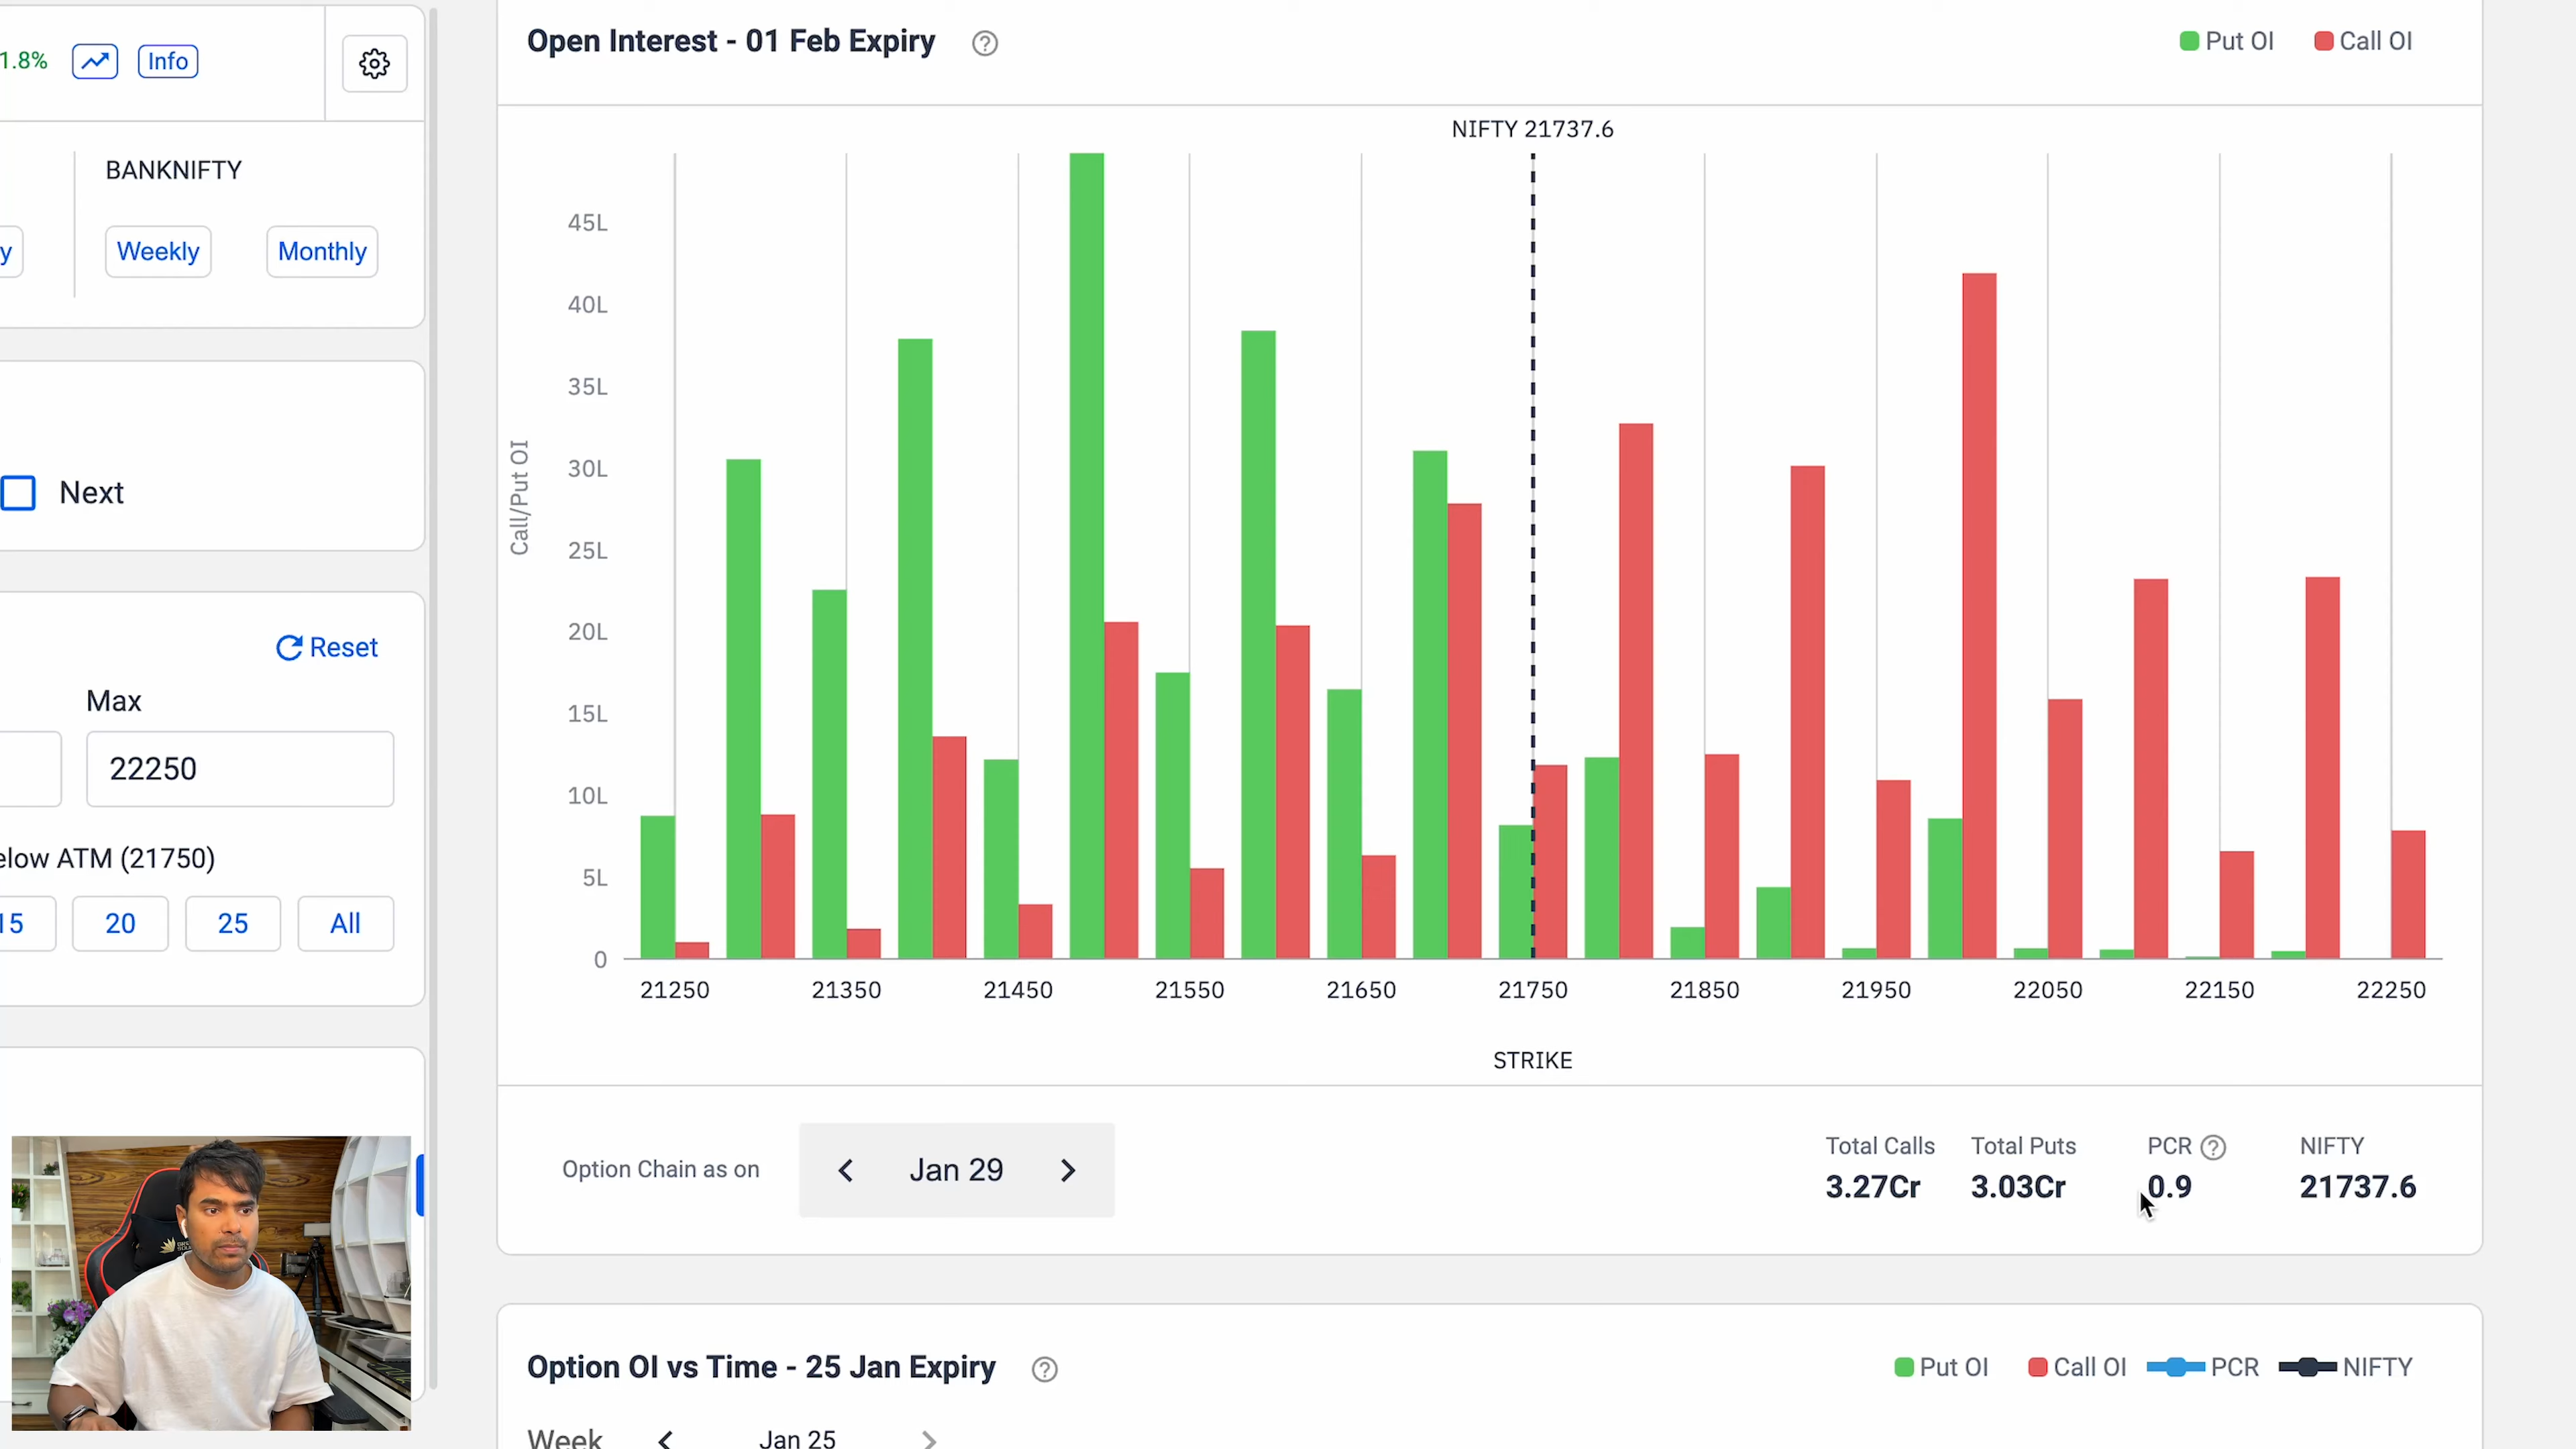 1.8%
Info
BANKNIFTY
y
Weekly
Monthly
Next
Reset
Max
22250
elow ATM (21750)
15
20
25
All
Open Interest - 01 Feb Expiry
Put OI
Call OI
NIFTY 21737.6
Call/Put OI
45L
40L
35L
30L
25L
20L
15L
10L
5L
0
21250
21350
21450
21550
21650
21750
21850
21950
22050
22150
22250
STRIKE
Option Chain as on
Jan 29
Total Calls
3.27Cr
Total Puts
3.03Cr
PCR
0.9
NIFTY
21737.6
Option OI vs Time - 25 Jan Expiry
Put OI
Call OI
PCR
NIFTY
Week
Jan 25